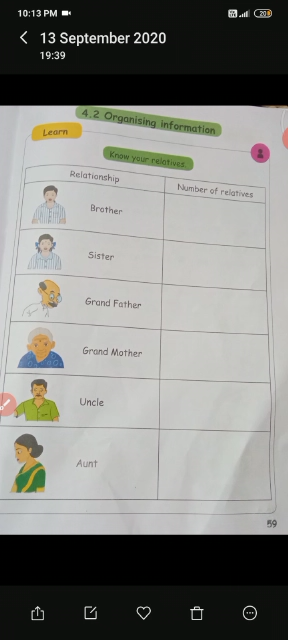 10:13 PM
20
13 September 2020
19:39
4.2 Organising information
Learn
Know your relatives
Relationship
Number of relatives
Brother
Sister
Grand Father
Grand Mother
Uncle
Aunt
59